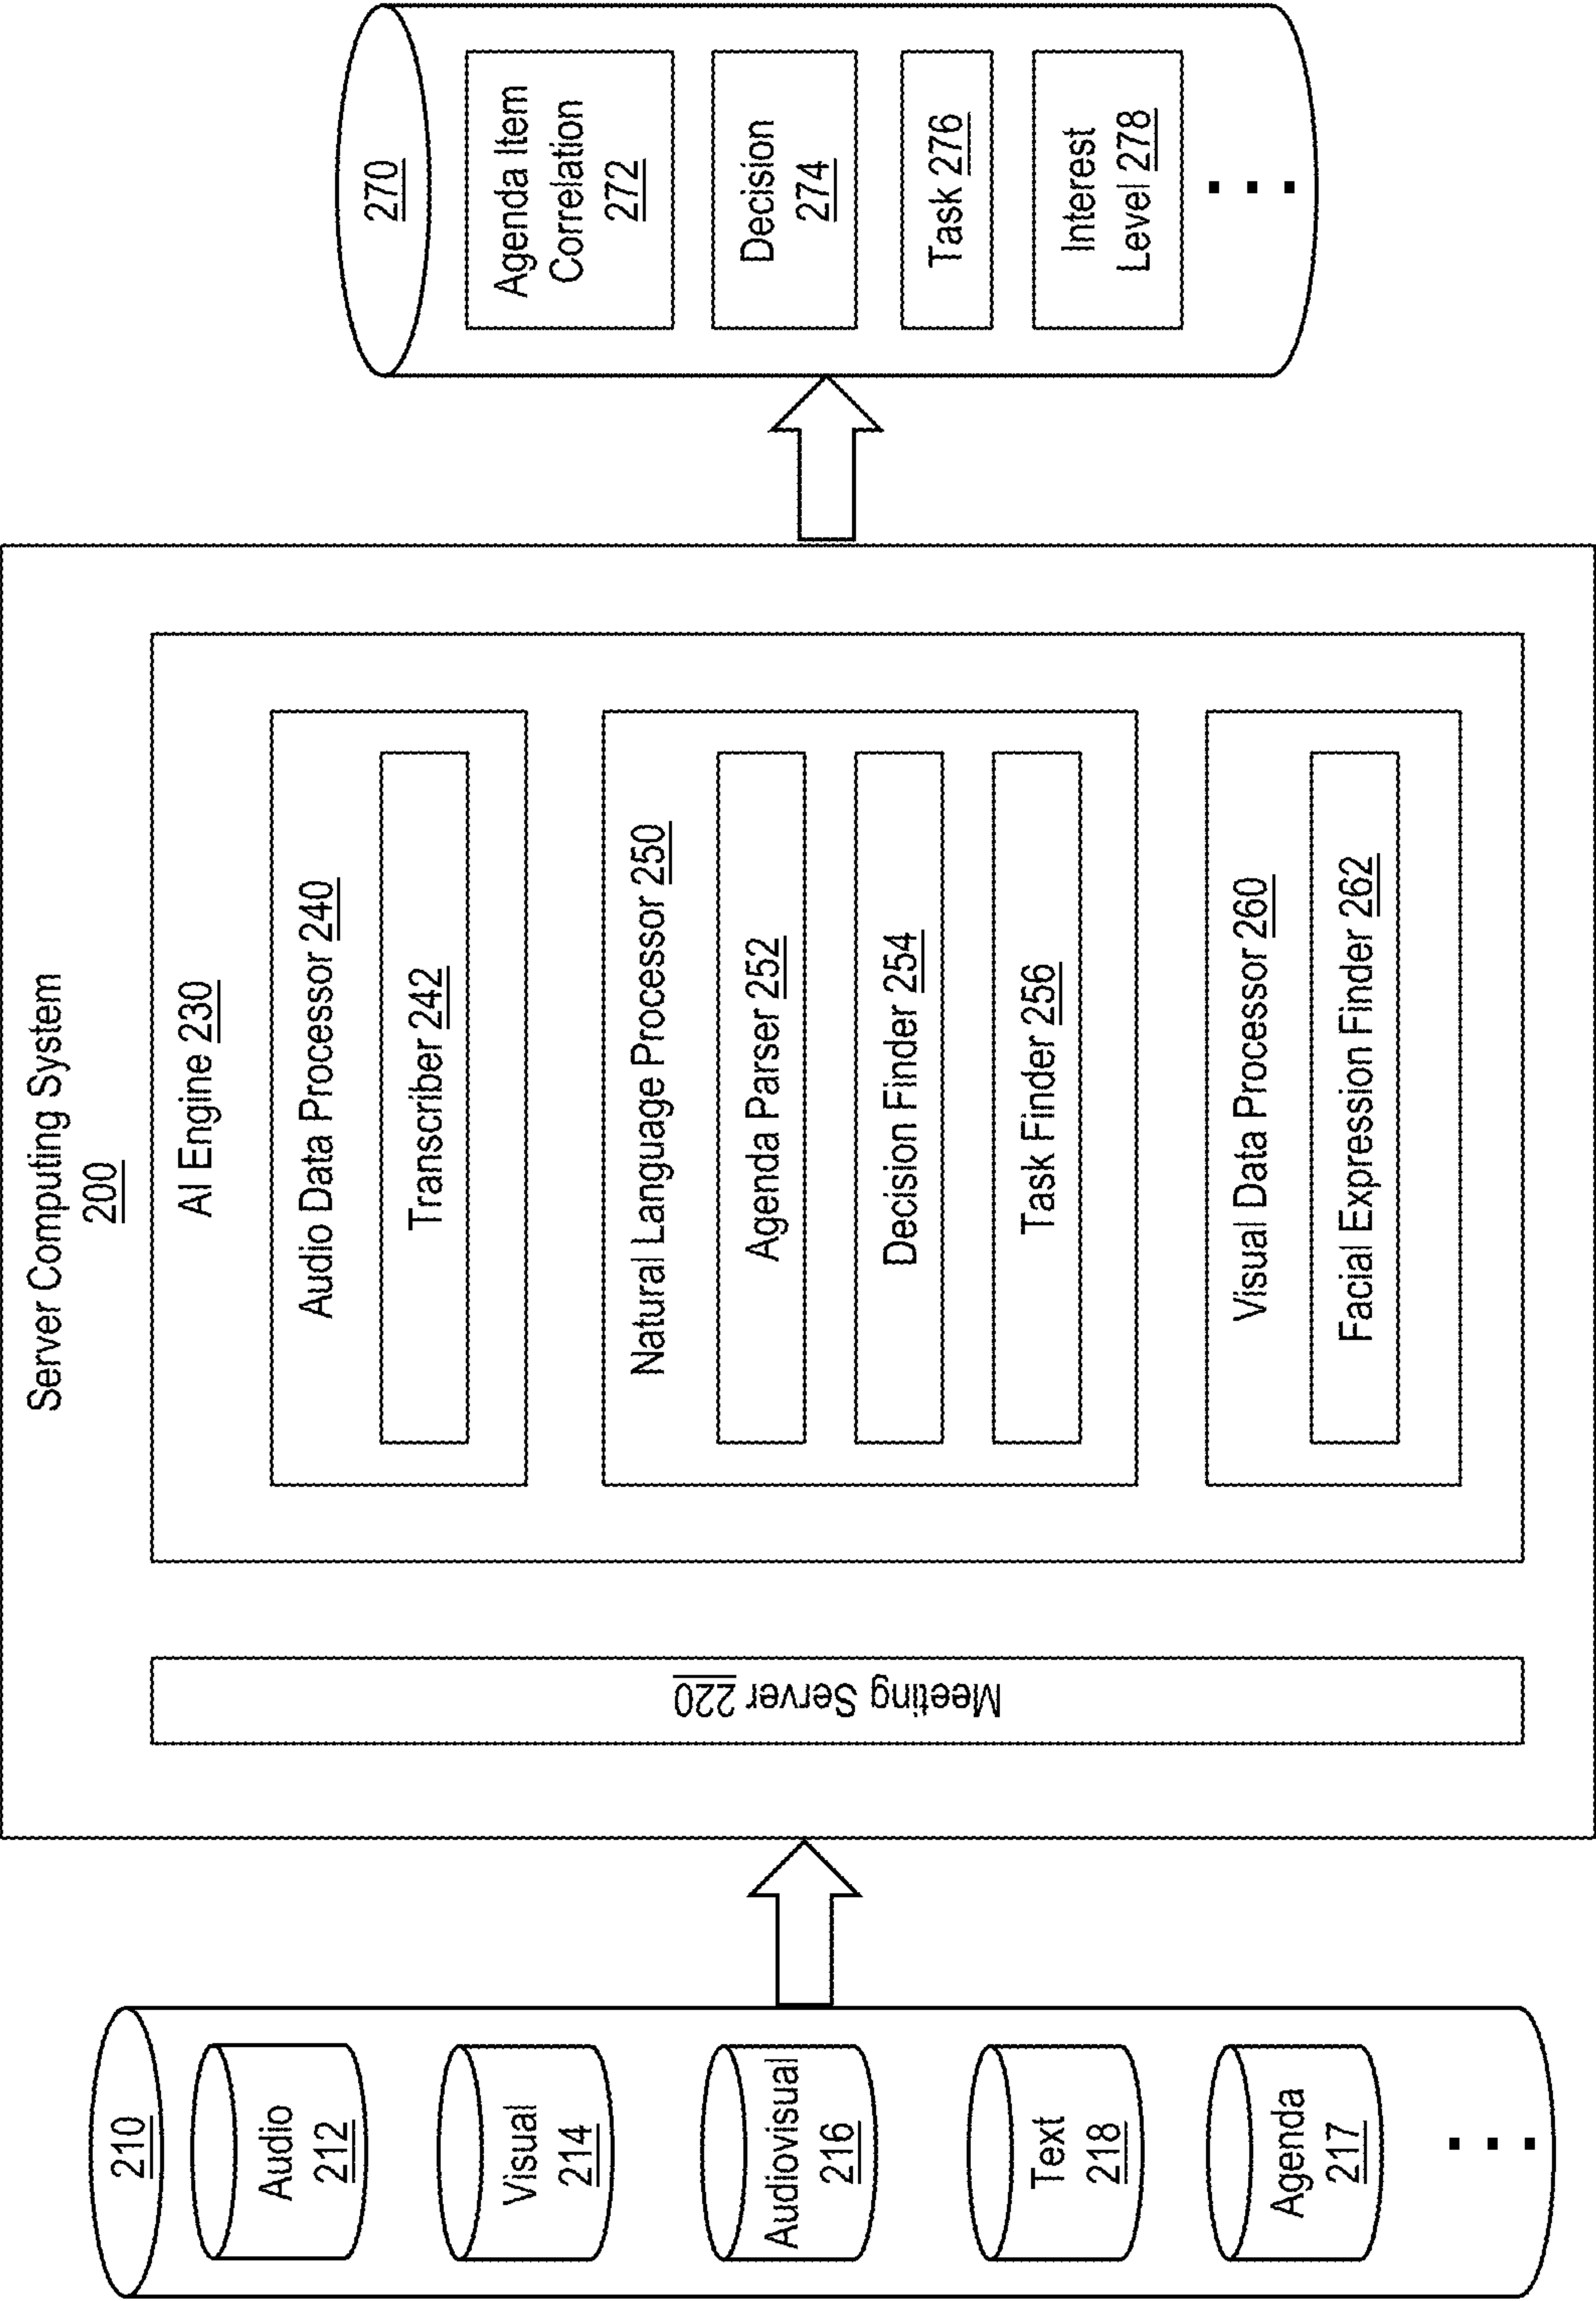 210
Audio
212
Visual
214
Audiovisual
216
Text
218
Agenda
217
Server Computing System
200
Meeting Server 220
AI Engine 230
Audio Data Processor 240
Transcriber 242
Natural Language Processor 250
Agenda Parser 252
Decision Finder 254
Task Finder 256
Visual Data Processor 260
Facial Expression Finder 262
270
Agenda Item
Correlation
272
Decision
274
Task 276
Interest
Level 278